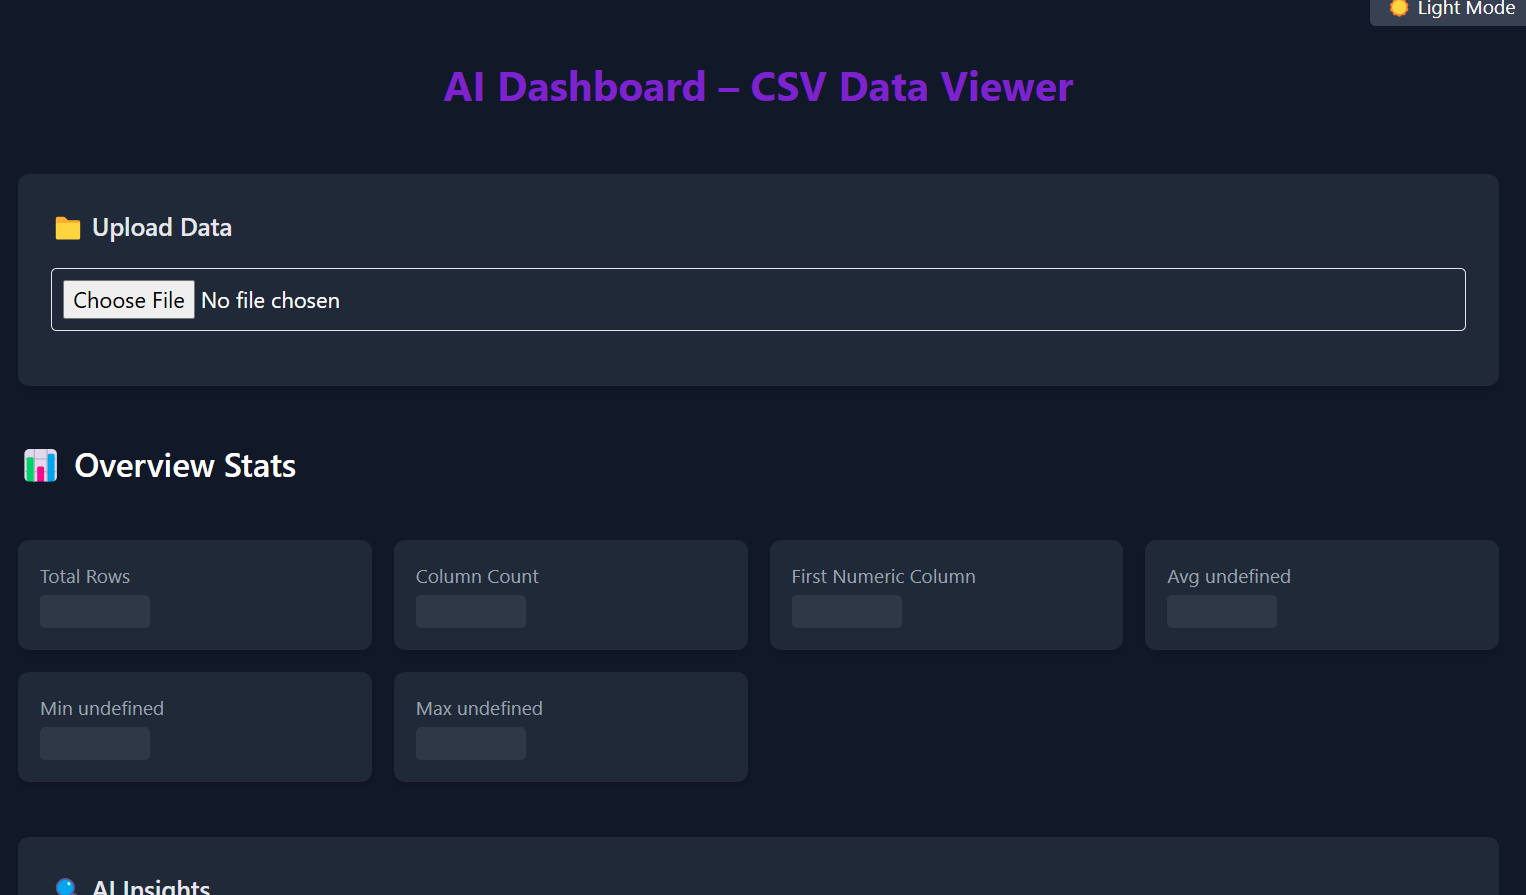 Light Mode
AI Dashboard – CSV Data Viewer
Upload Data
Choose File No file chosen
Overview Stats
Total Rows
Column Count
First Numeric Column
Avg undefined
Min undefined
Max undefined
AI Insights